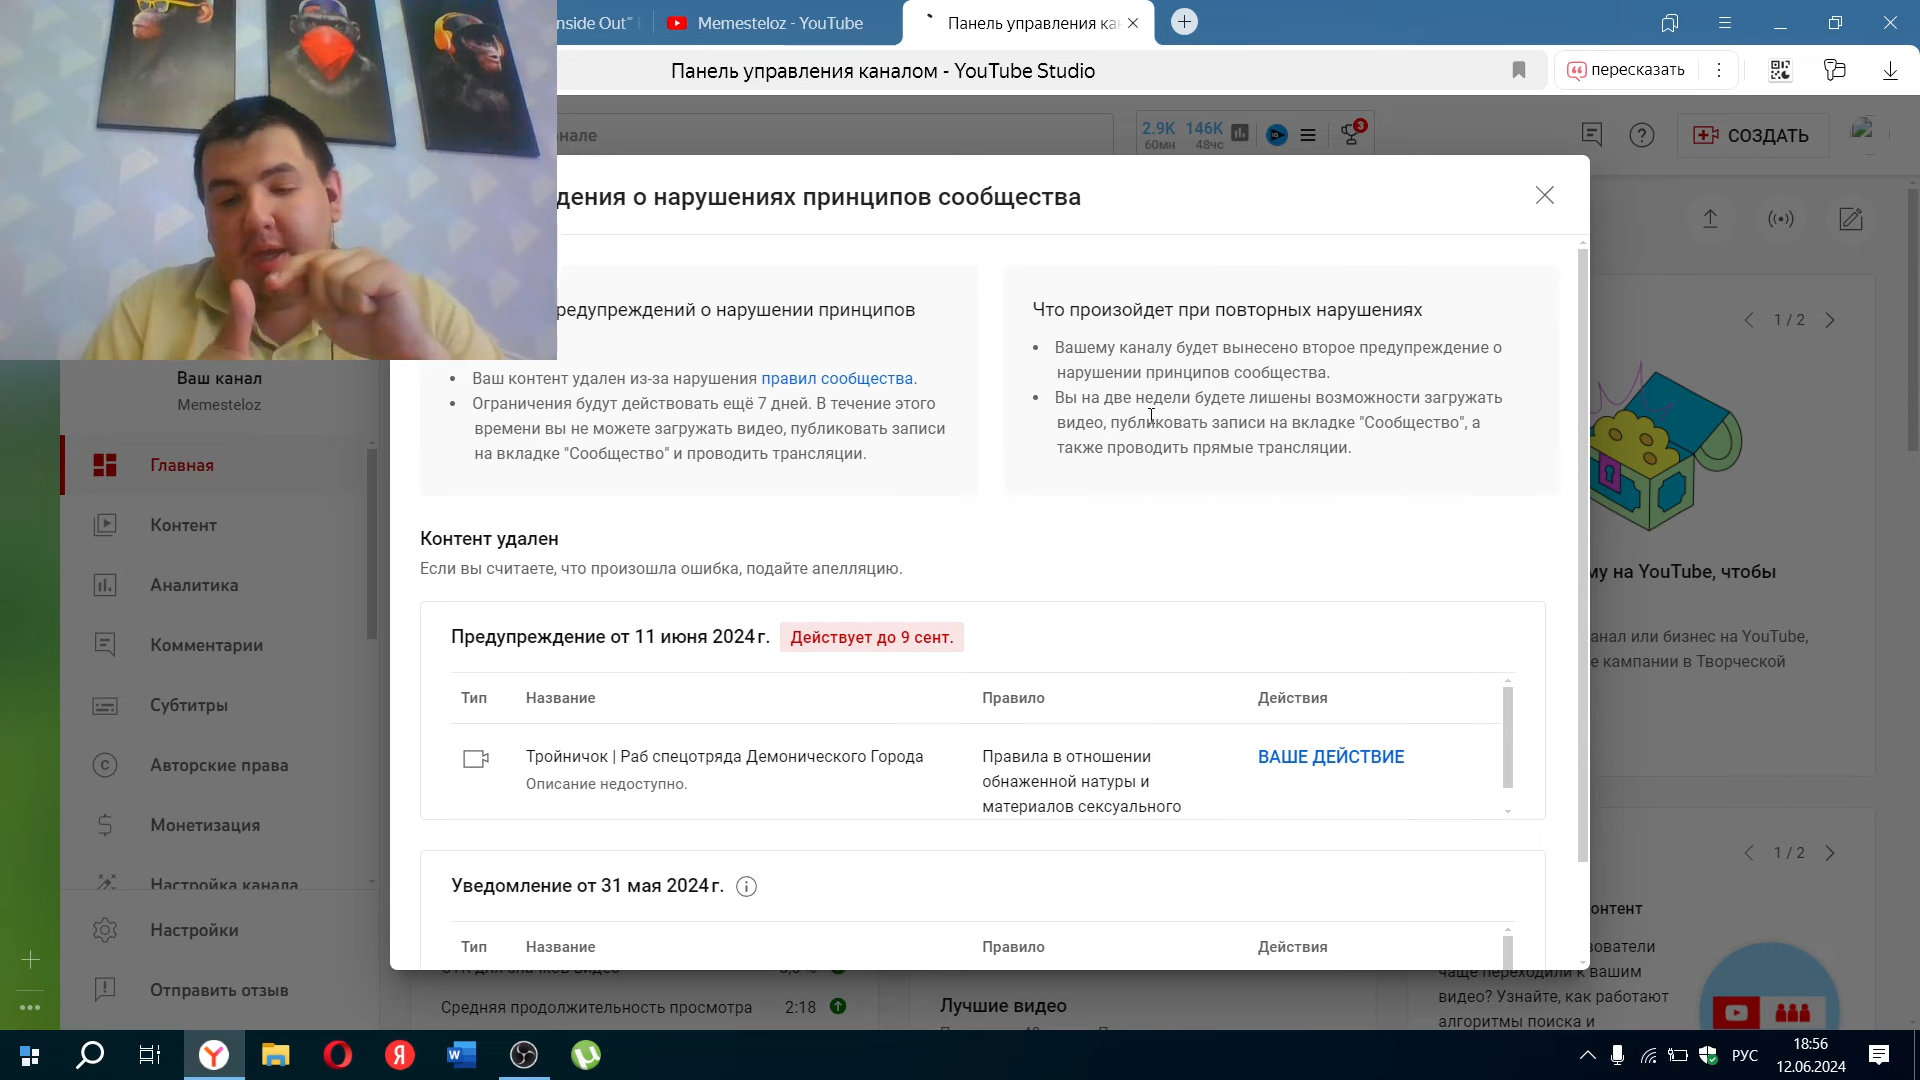 nside Out"
Memesteloz - YouTube
Панель управления ка
Панель управления каналом - YouTube Studio
пересказать
анале
2.9K 146K
60мн 48чс
3
СОЗДАТЬ
дения о нарушениях принципов сообщества
редупреждений о нарушении принципов
Ваш контент удален из-за нарушения правил сообщества.
Ограничения будут действовать ещё 7 дней. В течение этого
времени вы не можете загружать видео, публиковать записи
на вкладке "Сообщество" и проводить трансляции.
Что произойдет при повторных нарушениях
Вашему каналу будет вынесено второе предупреждение о
нарушении принципов сообщества.
Вы на две недели будете лишены возможности загружать
видео, публиковать записи на вкладке "Сообщество", а
также проводить прямые трансляции.
1 / 2
Ваш канал
Memesteloz
Главная
Контент
Аналитика
Комментарии
Субтитры
Авторские права
Монетизация
Настройка канала
Настройки
Отправить отзыв
Контент удален
Если вы считаете, что произошла ошибка, подайте апелляцию.
Предупреждение от 11 июня 2024 г.
Действует до 9 сент.
Тип Название Правило Действия
Тройничок | Раб спецотряда Демонического Города
Описание недоступно.
Правила в отношении
обнаженной натуры и
материалов сексуального
ВАШЕ ДЕЙСТВИЕ
Уведомление от 31 мая 2024 г.
Тип Название Правило Действия
му на YouTube, чтобы
анал или бизнес на YouTube,
е кампании в Творческой
1 / 2
онтент
зователи
чаще переходили к вашим
видео? Узнайте, как работают
алгоритмы поиска и
Средняя продолжительность просмотра 2:18
Лучшие видео
РУС
18:56
12.06.2024